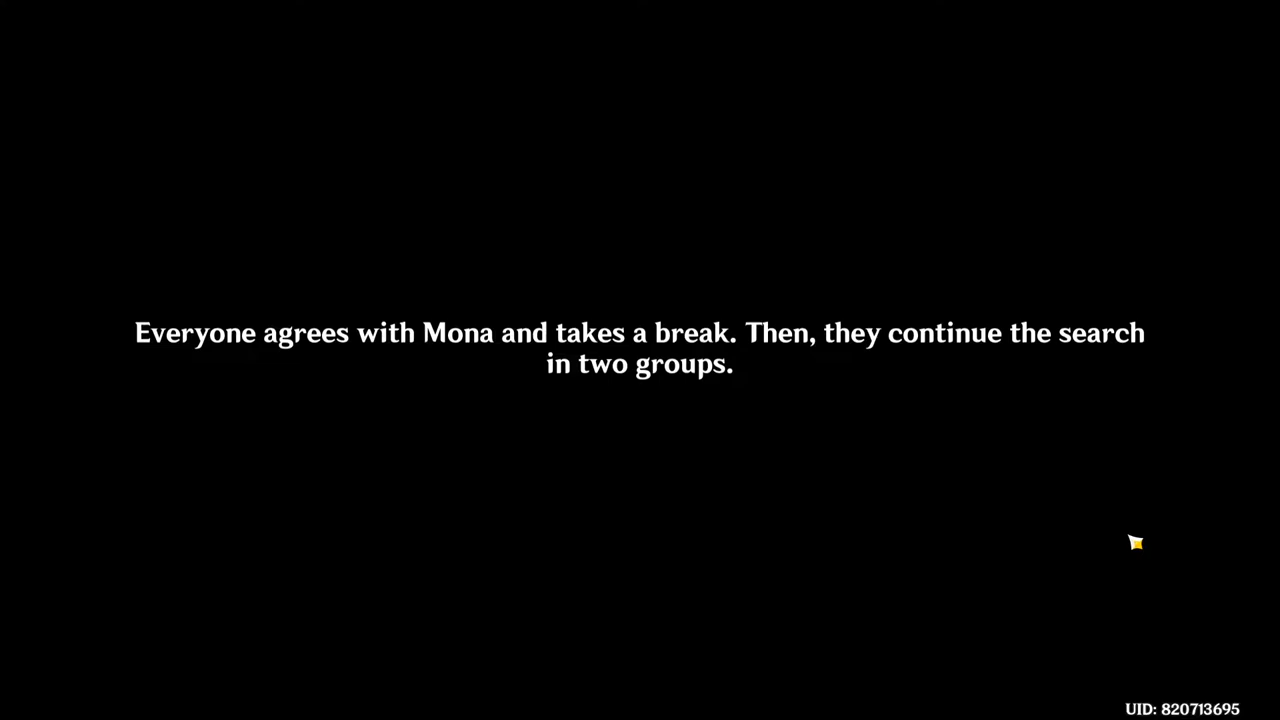 Everyone agrees with Mona and takes a break. Then, they continue the search
in two groups.
UID: 820713695